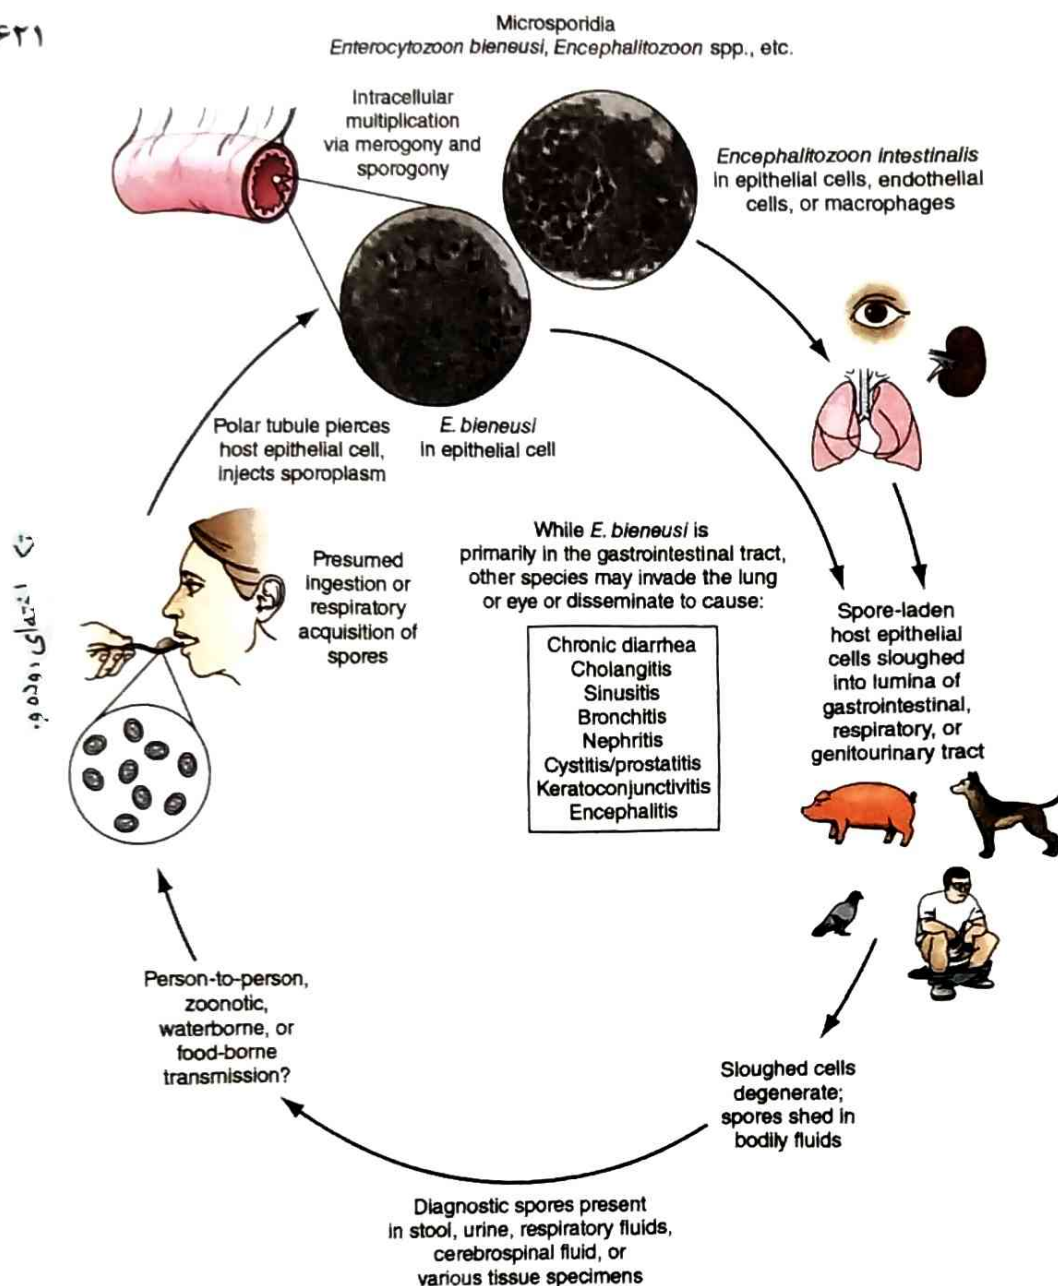 Microsporidia
Enterocytozoon bieneusi, Encephalitozoon spp., etc.
Intracellular
multiplication
via merogony and
sporogony
Encephalitozoon intestinalis
in epithelial cells, endothelial
cells, or macrophages
Polar tubule pierces
host epithelial cell,
injects sporoplasm
E. bieneusi
in epithelial cell
Presumed
ingestion or
respiratory
acquisition of
spores
While E. bieneusi is
primarily in the gastrointestinal tract,
other species may invade the lung
or eye or disseminate to cause:
Chronic diarrhea
Cholangitis
Sinusitis
Bronchitis
Nephritis
Cystitis/prostatitis
Keratoconjunctivitis
Encephalitis
Spore-laden
host epithelial
cells sloughed
into lumina of
gastrointestinal,
respiratory, or
genitourinary tract
Person-to-person,
zoonotic,
waterborne, or
food-borne
transmission?
Sloughed cells
degenerate;
spores shed in
bodily fluids
Diagnostic spores present
in stool, urine, respiratory fluids,
cerebrospinal fluid, or
various tissue specimens